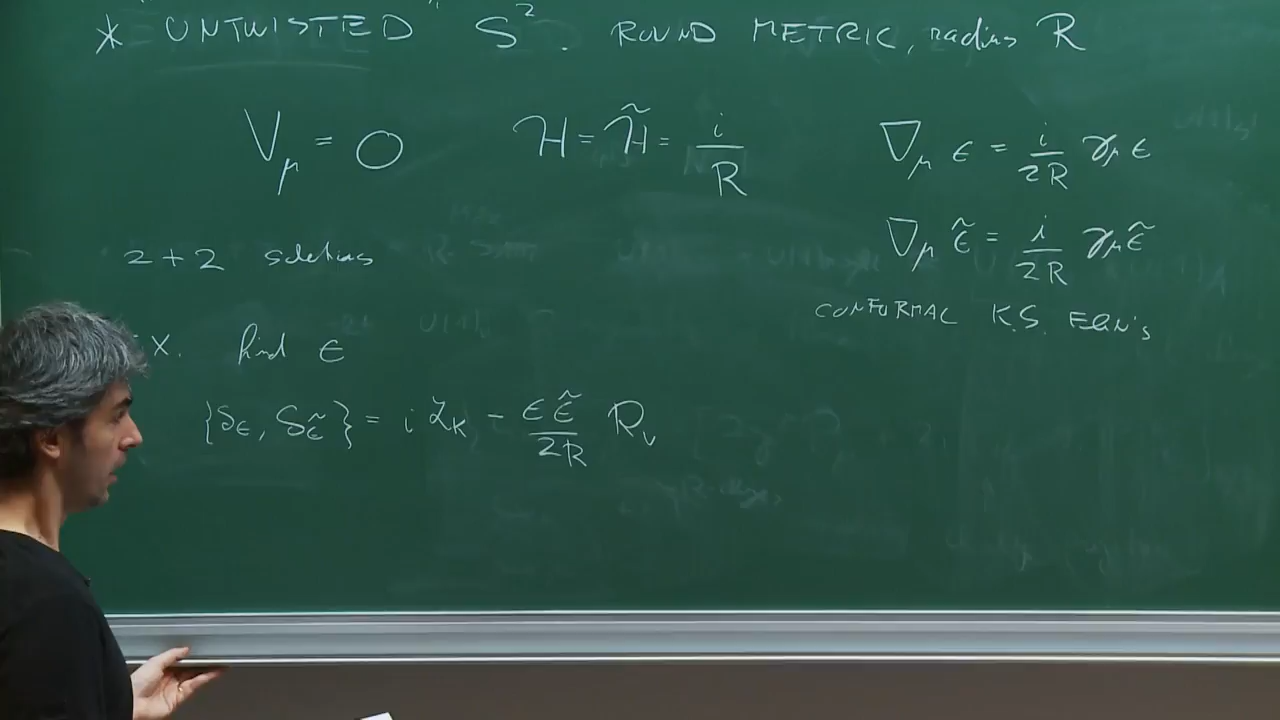 * "UNTWISTED" S². ROUND METRIC, radius R
V_μ = 0 H = H̃ = i/R ∇_μ ϵ = i/2R γ_μ ϵ
∇_μ ϵ̃ = i/2R γ_μ ϵ̃
2+2 solutions
CONFORMAL K.S. EQN's
X. find ϵ
{δ_ϵ, δ_ϵ̃} = i ℒ_K - ϵϵ̃/2R R_V